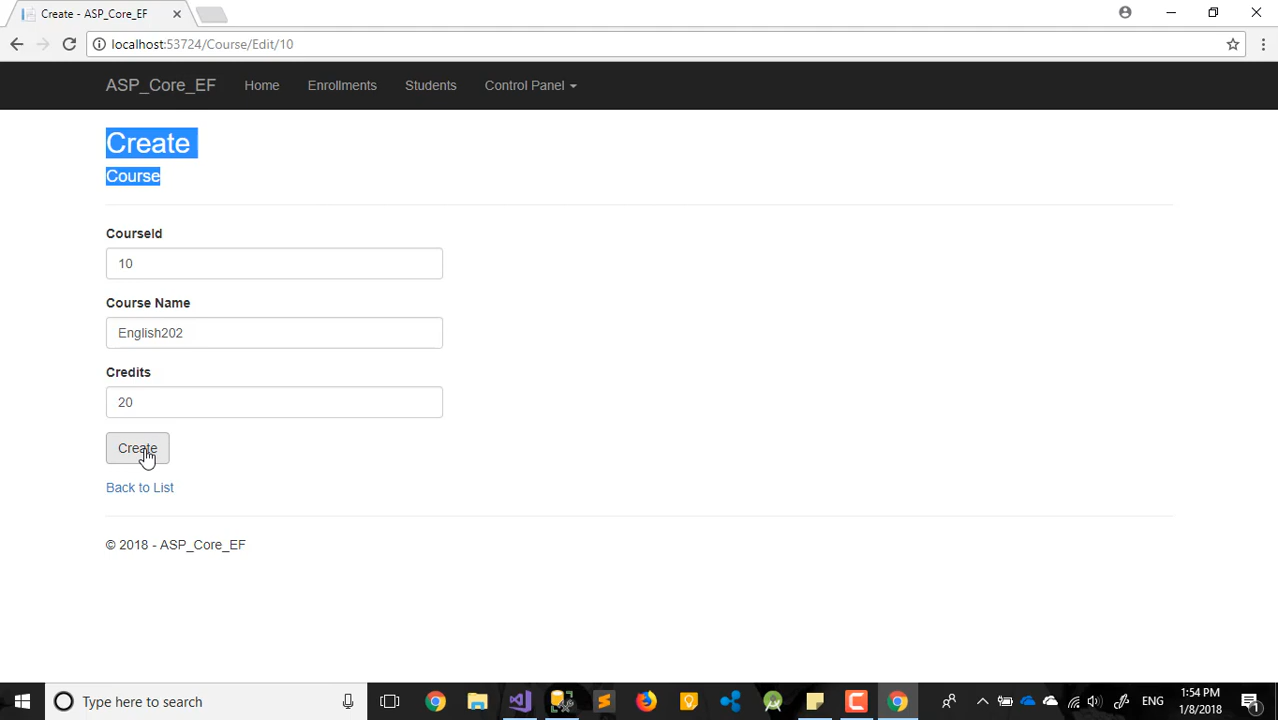 Create - ASP_Core_EF
localhost:53724/Course/Edit/10
ASP_Core_EF Home Enrollments Students Control Panel
Create
Course
CourseId
10
Course Name
English202
Credits
20
Create
Back to List
© 2018 - ASP_Core_EF
Type here to search
ENG
1:54 PM
1/8/2018
1